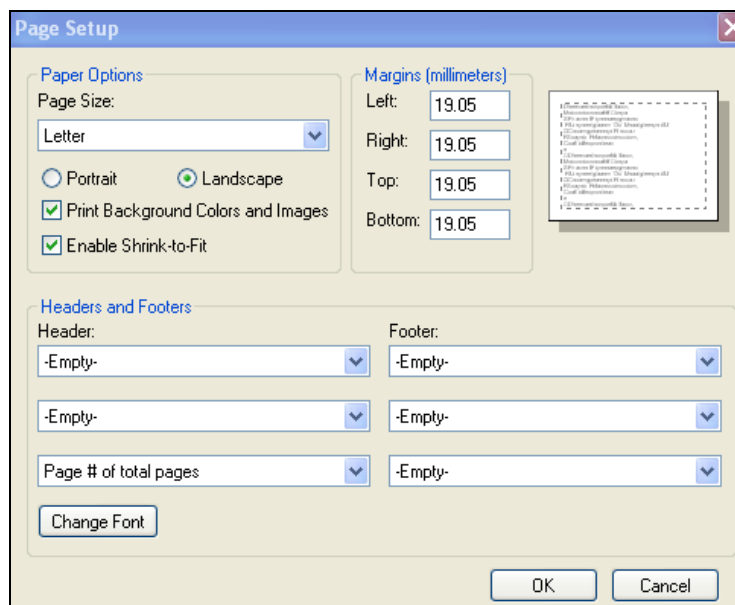 Page Setup
Paper Options
Page Size:
Letter
Portrait Landscape
Print Background Colors and Images
Enable Shrink-to-Fit
Margins (millimeters)
Left: 19.05
Right: 19.05
Top: 19.05
Bottom: 19.05
Headers and Footers
Header: Footer:
-Empty- -Empty-
-Empty- -Empty-
Page # of total pages -Empty-
Change Font
OK Cancel